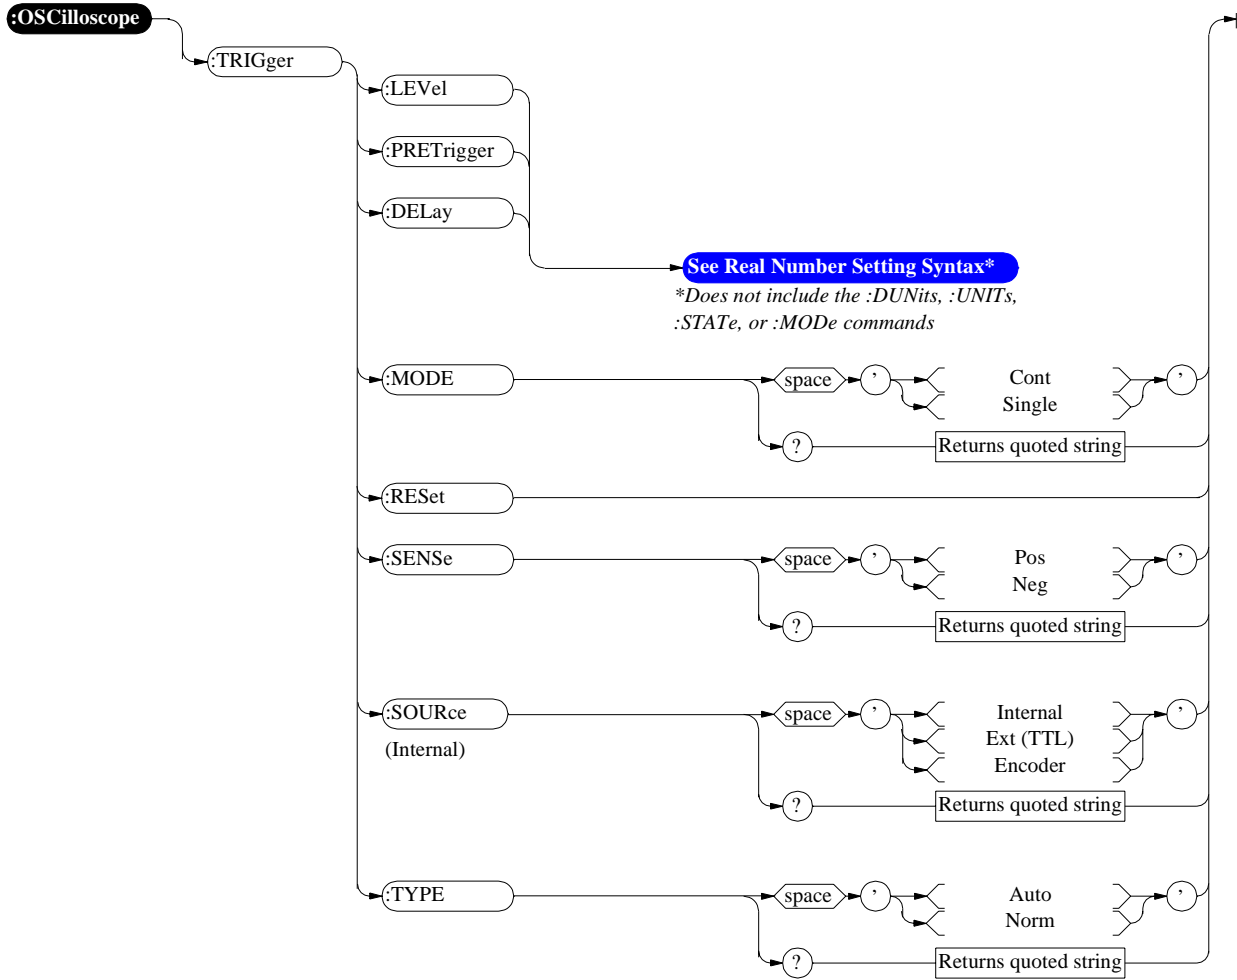 :OSCilloscope
:TRIGger
:LEVel
:PRETrigger
:DELay
See Real Number Setting Syntax*
*Does not include the :DUNits, :UNITs,
:STATe, or :MODe commands
:MODE space ' Cont '
Single
? Returns quoted string
:RESet
:SENSe space ' Pos '
Neg
? Returns quoted string
:SOURce space ' Internal '
(Internal) Ext (TTL)
Encoder
? Returns quoted string
:TYPE space ' Auto '
Norm
? Returns quoted string